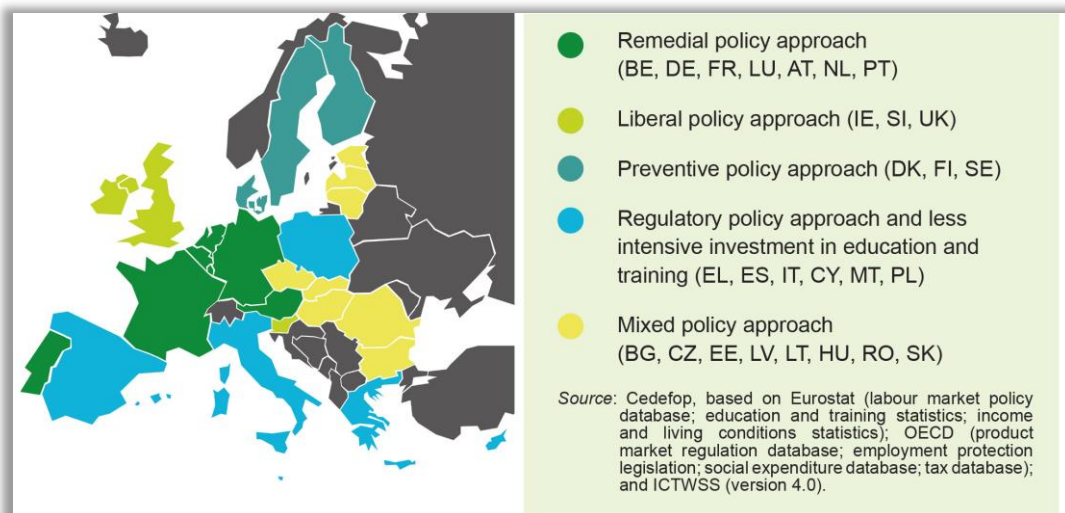 Remedial policy approach
(BE, DE, FR, LU, AT, NL, PT)
Liberal policy approach (IE, SI, UK)
Preventive policy approach (DK, FI, SE)
Regulatory policy approach and less
intensive investment in education and
training (EL, ES, IT, CY, MT, PL)
Mixed policy approach
(BG, CZ, EE, LV, LT, HU, RO, SK)
Source: Cedefop, based on Eurostat (labour market policy
database; education and training statistics; income
and living conditions statistics); OECD (product
market regulation database; employment protection
legislation; social expenditure database; tax database);
and ICTWSS (version 4.0).